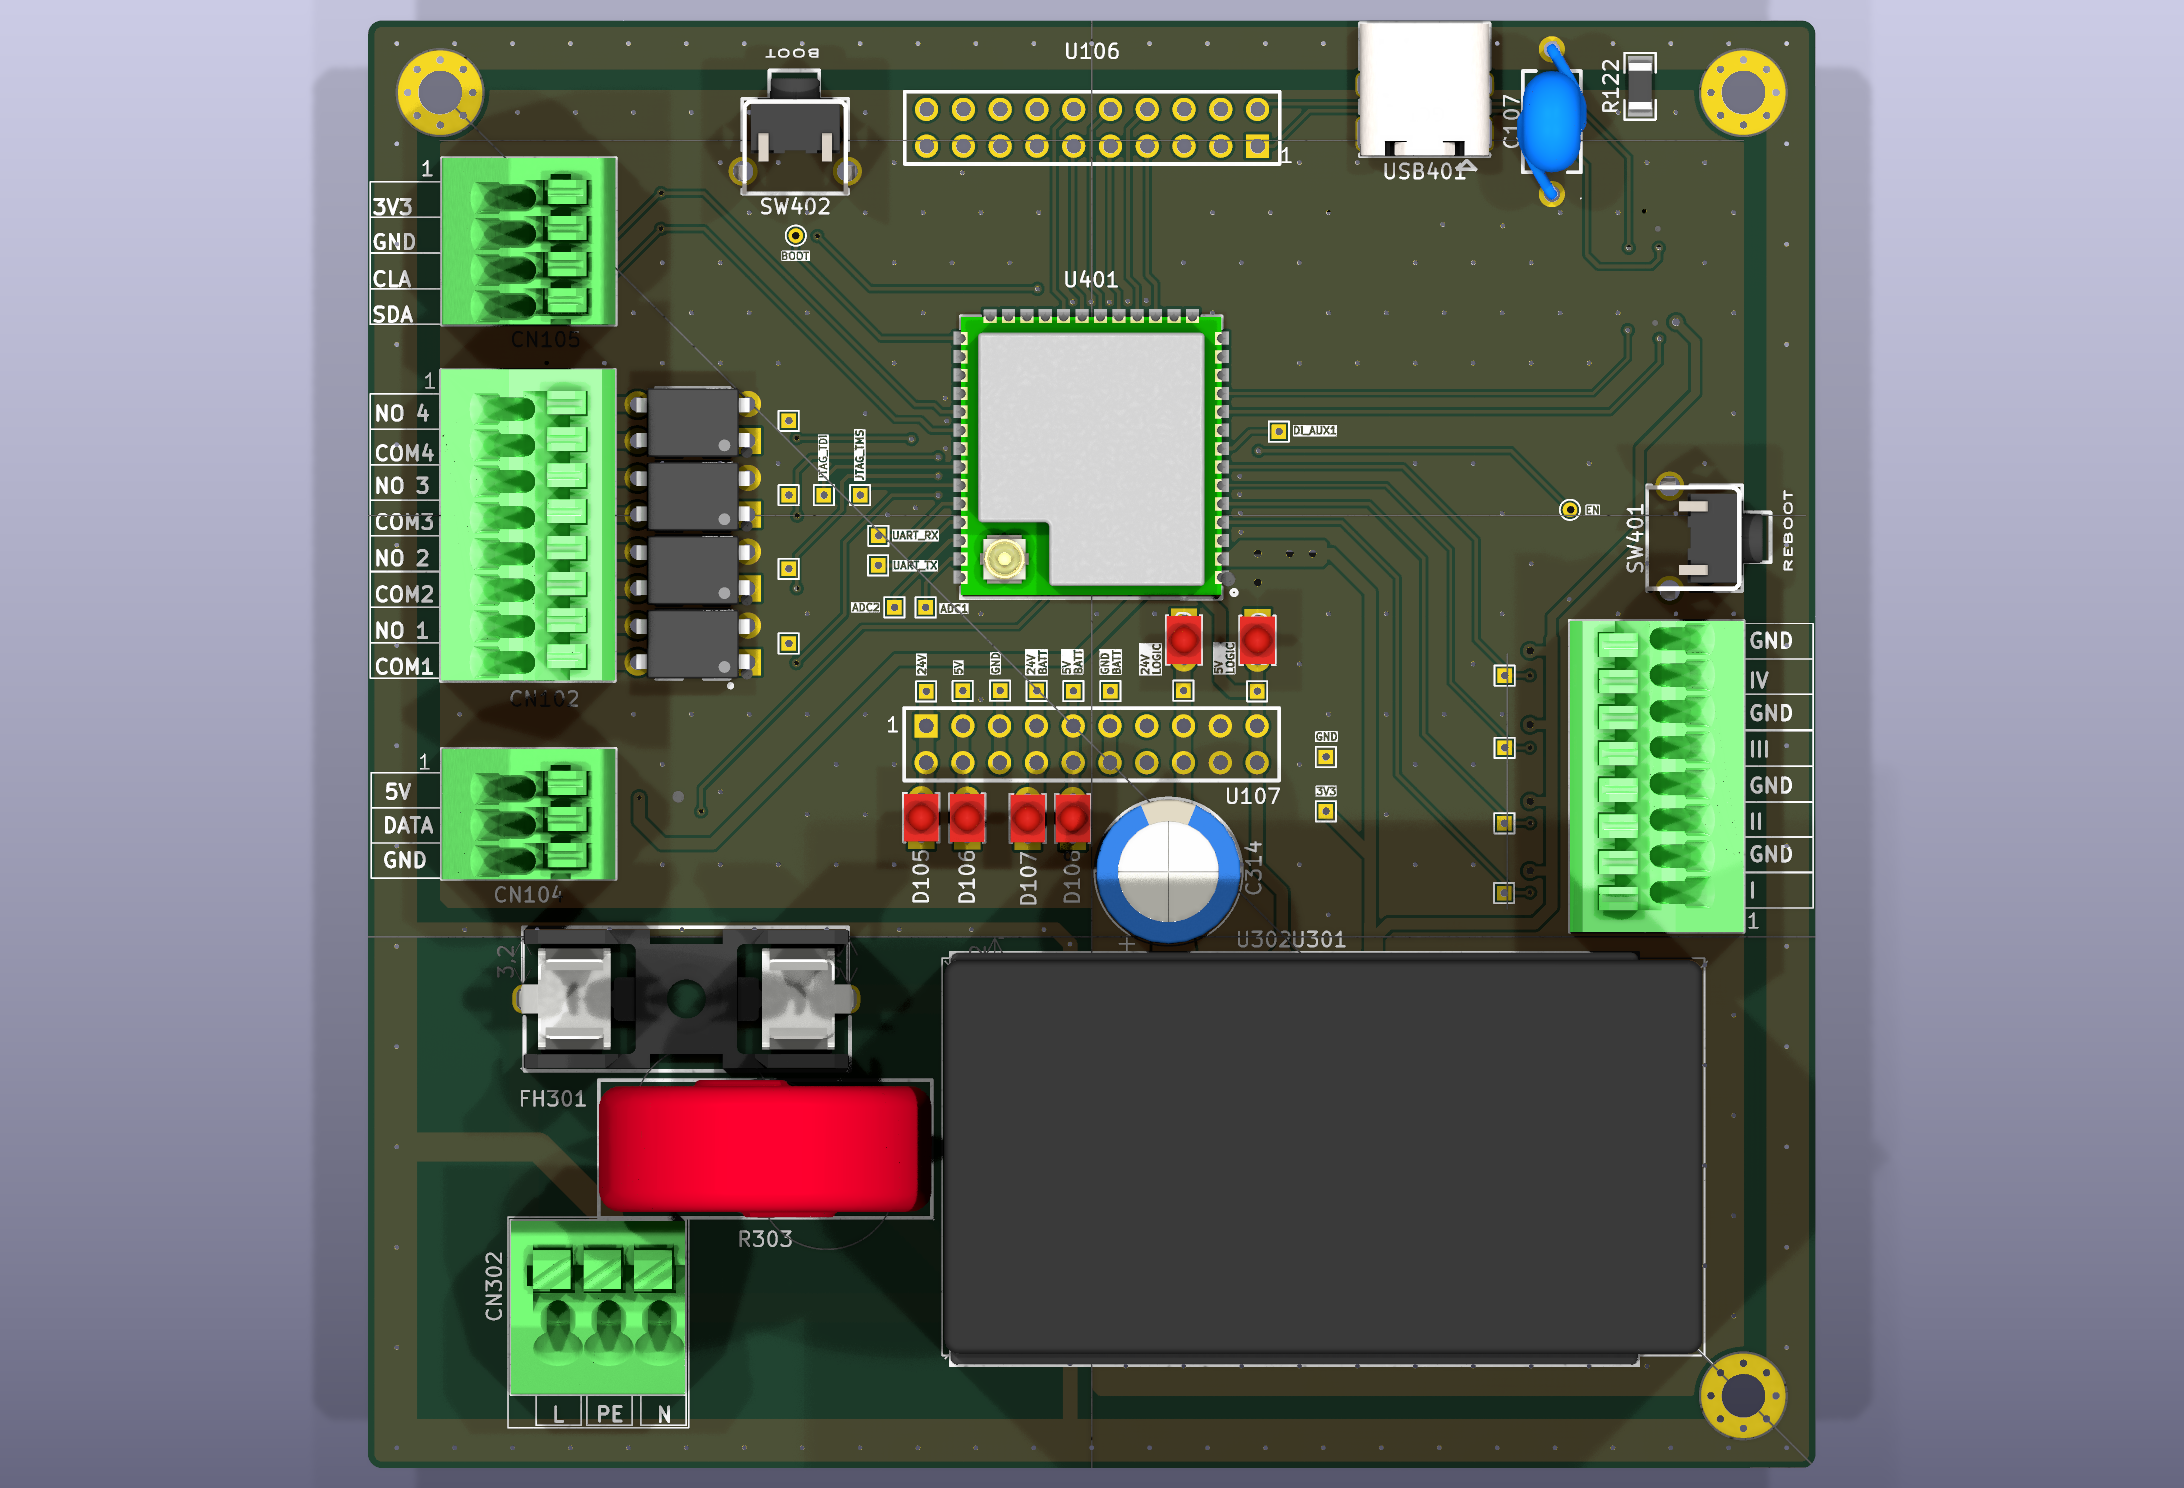 BOOT
U106
1
USB401
C107
R122
SW402
BOOT
1
3V3
GND
CLA
SDA
CN105
U401
1
NO 4
COM4
NO 3
COM3
NO 2
COM2
NO 1
COM1
CN102
JTAG_TDI
JTAG_TMS
UART_RX
UART_TX
ADC2
ADC1
DI_AUX1
EN
SW401
REBOOT
24V
5V
GND
24V
BATT
5V
BATT
GND
BATT
24V
LOGIC
5V
LOGIC
1
U107
GND
3V3
GND
IV
GND
III
GND
II
GND
I
1
1
5V
DATA
GND
CN104
D105
D106
D107
D108
C314
+
U302U301
3,2
FH301
R303
CN302
L
PE
N